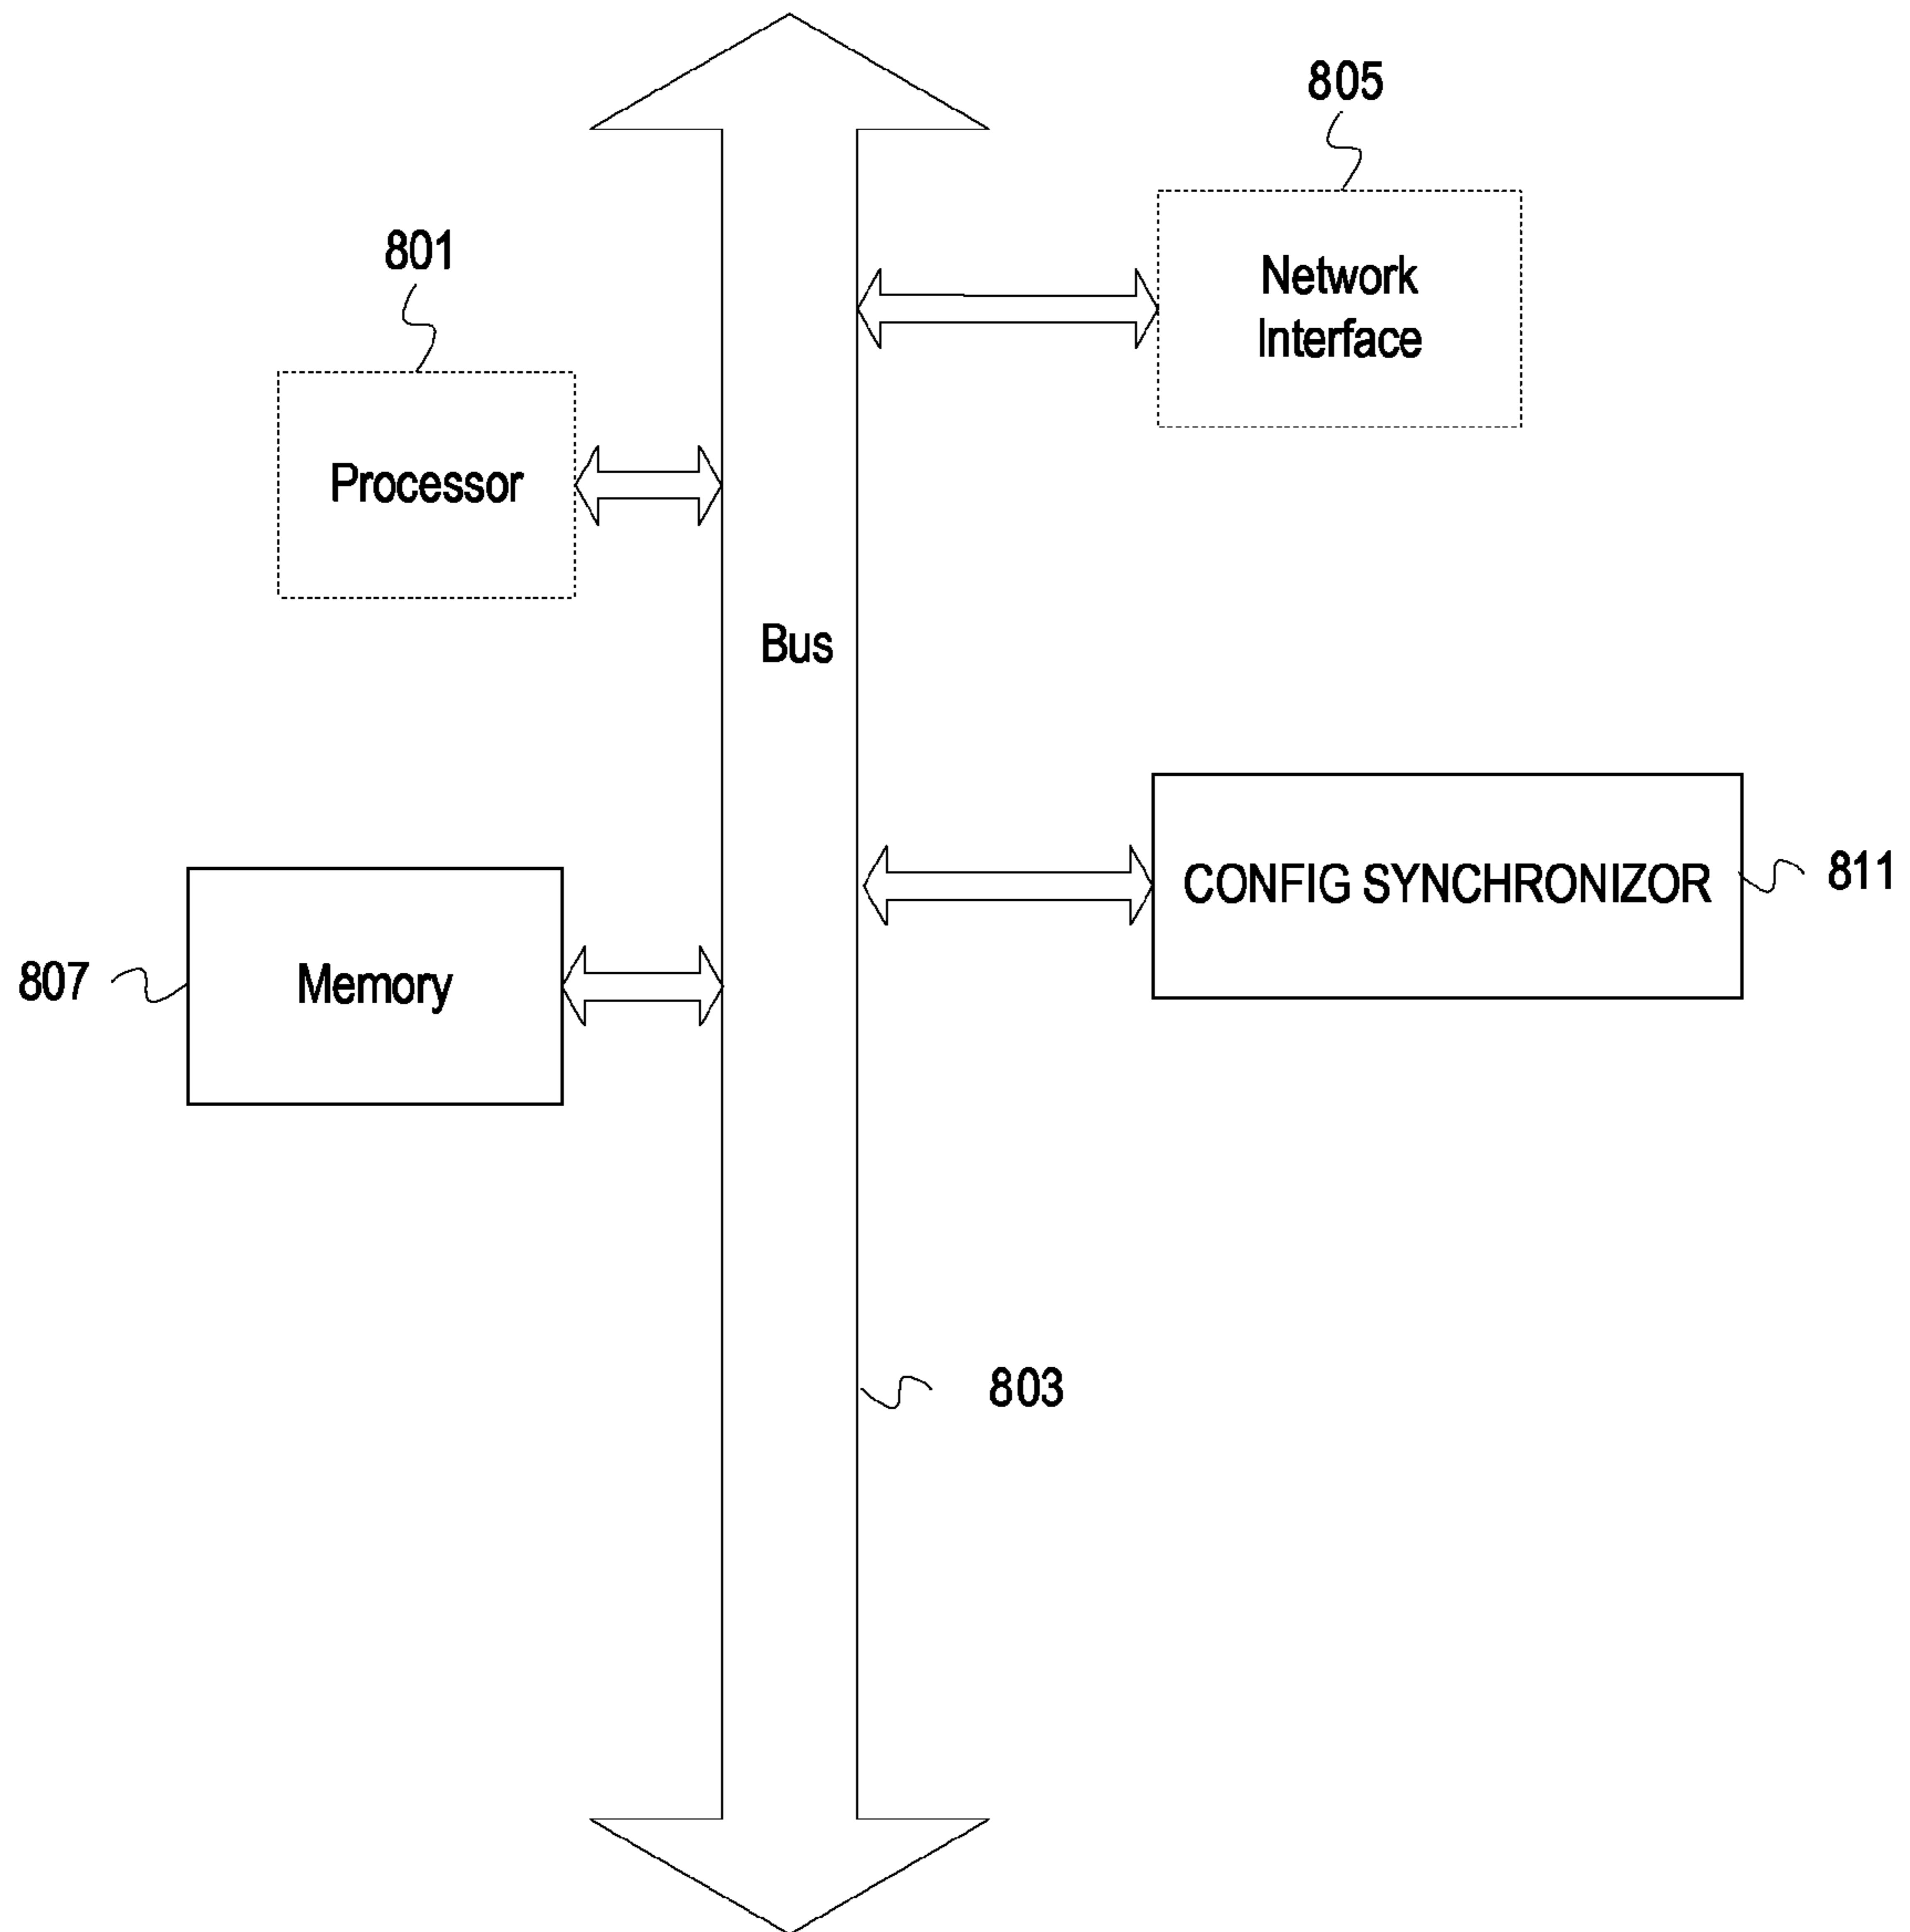 805
801
Network
Interface
Processor
Bus
CONFIG SYNCHRONIZOR
811
807
Memory
803